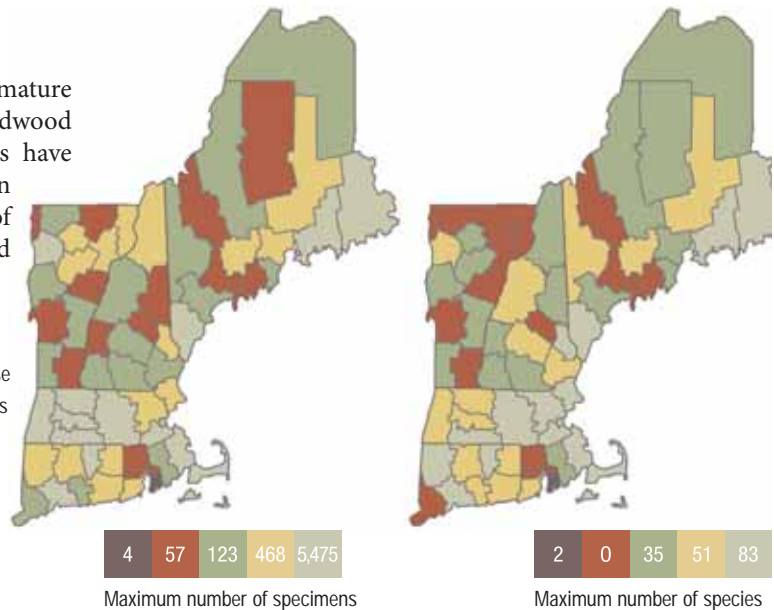 mature
dwood
s have
n
of
d
se
s
4 57 123 468 5,475
Maximum number of specimens
2 0 35 51 83
Maximum number of species